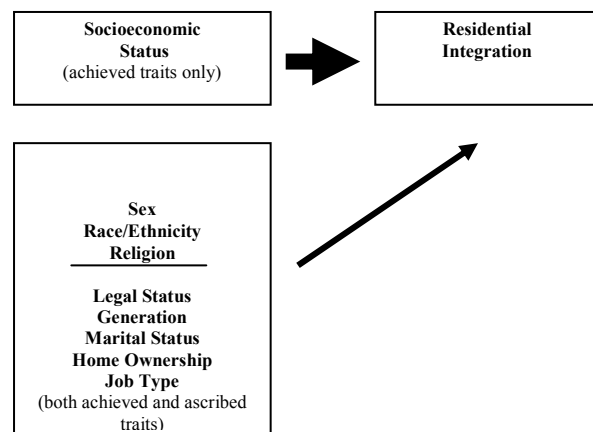 Socioeconomic
Status
(achieved traits only)
Residential
Integration
Sex
Race/Ethnicity
Religion
Legal Status
Generation
Marital Status
Home Ownership
Job Type
(both achieved and ascribed
traits)